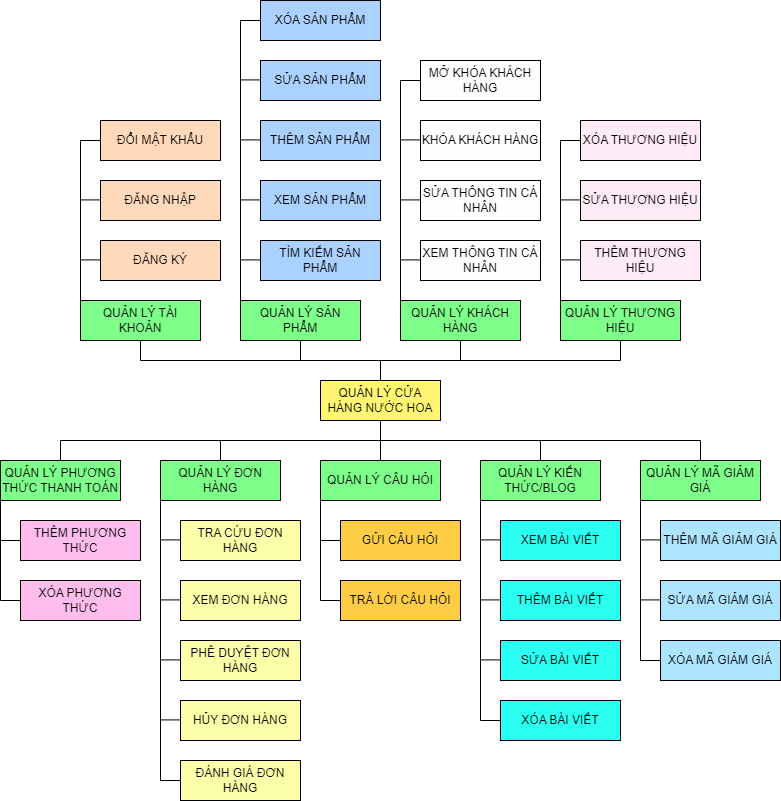 XÓA SẢN PHẨM
SỬA SẢN PHẨM
MỞ KHÓA KHÁCH
HÀNG
ĐỔI MẬT KHẨU
THÊM SẢN PHẨM
KHÓA KHÁCH HÀNG
XÓA THƯƠNG HIỆU
ĐĂNG NHẬP
XEM SẢN PHẨM
SỬA THÔNG TIN CÁ
NHÂN
SỬA THƯƠNG HIỆU
ĐĂNG KÝ
TÌM KIẾM SẢN
PHẨM
XEM THÔNG TIN CÁ
NHÂN
THÊM THƯƠNG
HIỆU
QUẢN LÝ TÀI
KHOẢN
QUẢN LÝ SẢN
PHẨM
QUẢN LÝ KHÁCH
HÀNG
QUẢN LÝ THƯƠNG
HIỆU
QUẢN LÝ CỬA
HÀNG NƯỚC HOA
QUẢN LÝ PHƯƠNG
THỨC THANH TOÁN
QUẢN LÝ ĐƠN
HÀNG
QUẢN LÝ CÂU HỎI
QUẢN LÝ KIẾN
THỨC/BLOG
QUẢN LÝ MÃ GIẢM
GIÁ
THÊM PHƯƠNG
THỨC
TRA CỨU ĐƠN
HÀNG
GỬI CÂU HỎI
XEM BÀI VIẾT
THÊM MÃ GIẢM GIÁ
XÓA PHƯƠNG
THỨC
XEM ĐƠN HÀNG
TRẢ LỜI CÂU HỎI
THÊM BÀI VIẾT
SỬA MÃ GIẢM GIÁ
PHÊ DUYỆT ĐƠN
HÀNG
SỬA BÀI VIẾT
XÓA MÃ GIẢM GIÁ
HỦY ĐƠN HÀNG
XÓA BÀI VIẾT
ĐÁNH GIÁ ĐƠN
HÀNG